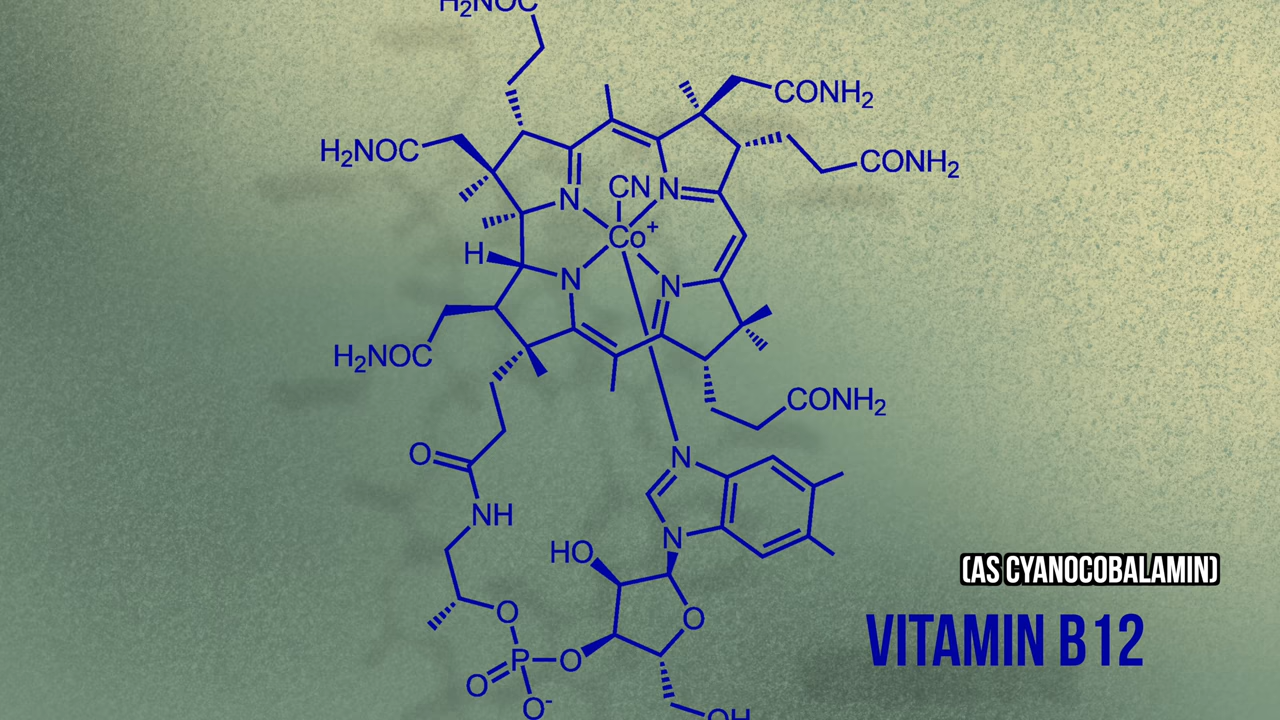 H₂NOC
CONH₂
H₂NOC
CONH₂
CN
N
N
Co⁺
H
N
N
H₂NOC
CONH₂
O
N
NH
N
HO
O
O
P
O
O
O⁻
OH
(AS CYANOCOBALAMIN)
VITAMIN B12